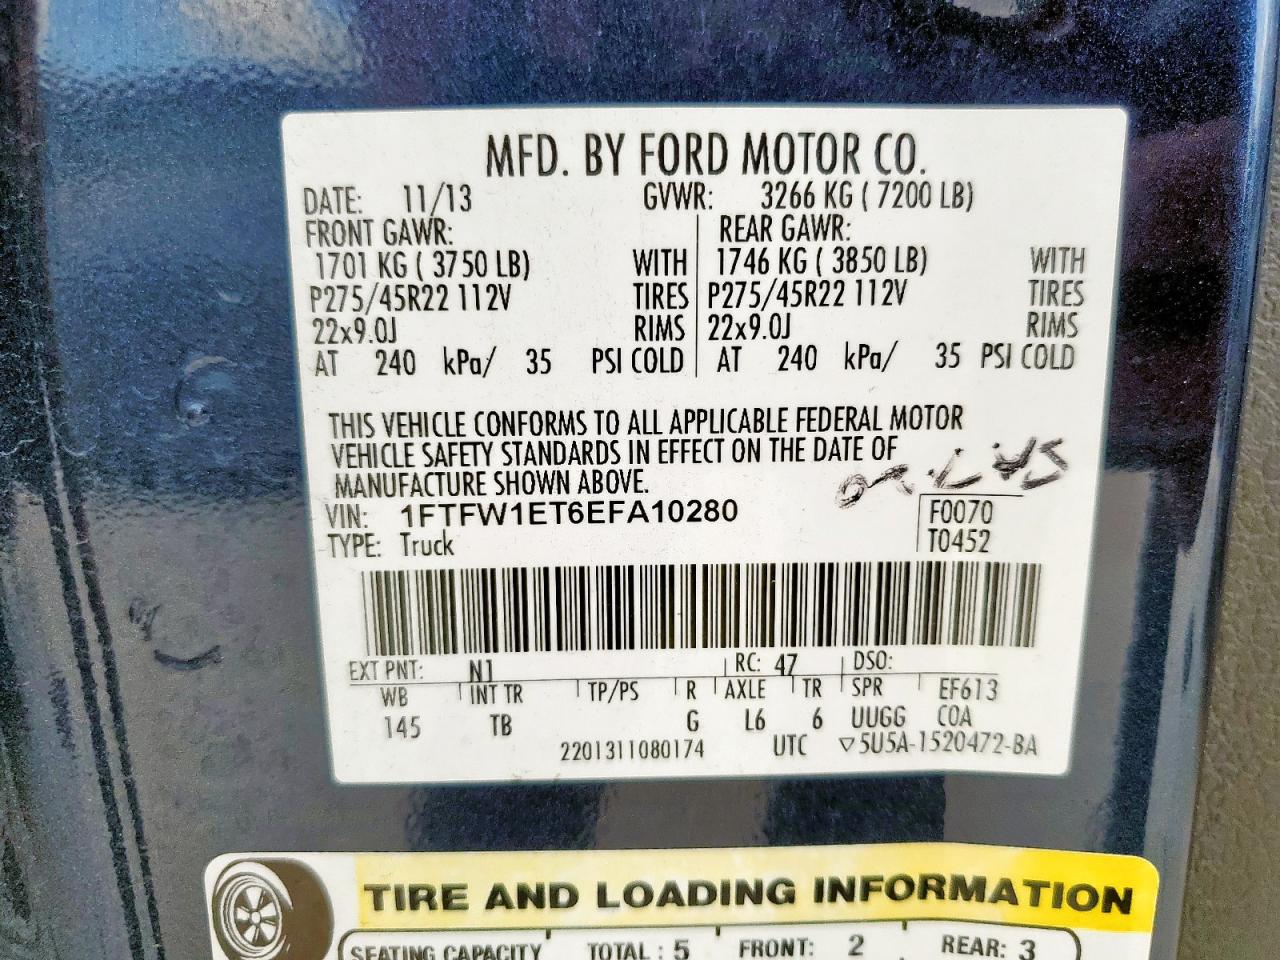 MFD. BY FORD MOTOR CO.
DATE: 11/13 GVWR: 3266 KG ( 7200 LB)
FRONT GAWR: REAR GAWR:
1701 KG ( 3750 LB) WITH 1746 KG ( 3850 LB) WITH
P275/45R22 112V TIRES P275/45R22 112V TIRES
22x9.0J RIMS 22x9.0J RIMS
AT 240 kPa/ 35 PSI COLD AT 240 kPa/ 35 PSI COLD
THIS VEHICLE CONFORMS TO ALL APPLICABLE FEDERAL MOTOR
VEHICLE SAFETY STANDARDS IN EFFECT ON THE DATE OF
MANUFACTURE SHOWN ABOVE.
VIN: 1FTFW1ET6EFA10280 F0070
TYPE: Truck T0452
EXT PNT: N1 RC: 47 DSO:
WB INT TR TP/PS R AXLE TR SPR EF613
145 TB G L6 6 UUGG COA
2201311080174 UTC ▽5U5A-1520472-BA
TIRE AND LOADING INFORMATION
SEATING CAPACITY TOTAL : 5 FRONT: 2 REAR: 3